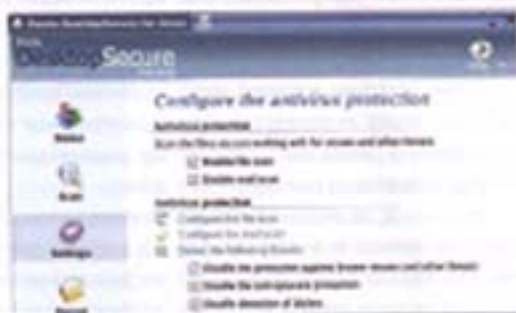 DesktopSecure
Configure the antivirus protection
Status
Antivirus protection
Scan the files you are working with for viruses and other threats
Scan
Enable file scan
Enable mail scan
Antivirus protection
Configure the file scan
Configure the mail scan
Settings
Detect the following threats
Disable the protection against known viruses and other threats
Disable the anti-spyware protection
Disable detection of dialers